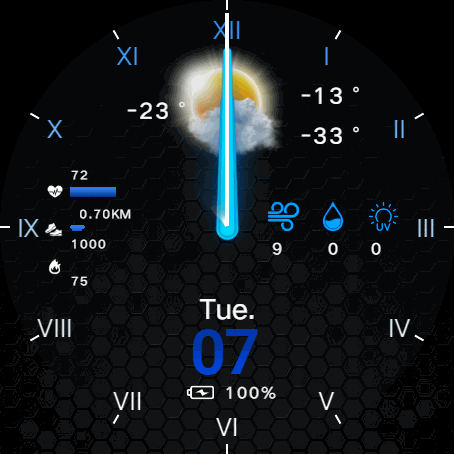 XII
XI
I
-23 °
-13 °
X
-33 °
II
72
0.70KM
IX
UV
III
1000
9
0
0
75
Tue.
VIII
07
IV
100%
VII
V
VI